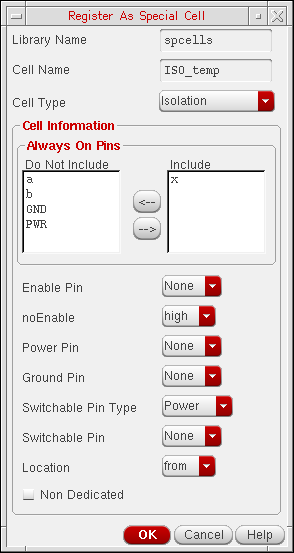 Register As Special Cell
Library Name spcells
Cell Name ISO_temp
Cell Type Isolation
Cell Information
Always On Pins
Do Not Include Include
a x
b
GND
PWR
<--
-->
Enable Pin None
noEnable high
Power Pin None
Ground Pin None
Switchable Pin Type Power
Switchable Pin None
Location from
Non Dedicated
OK Cancel Help